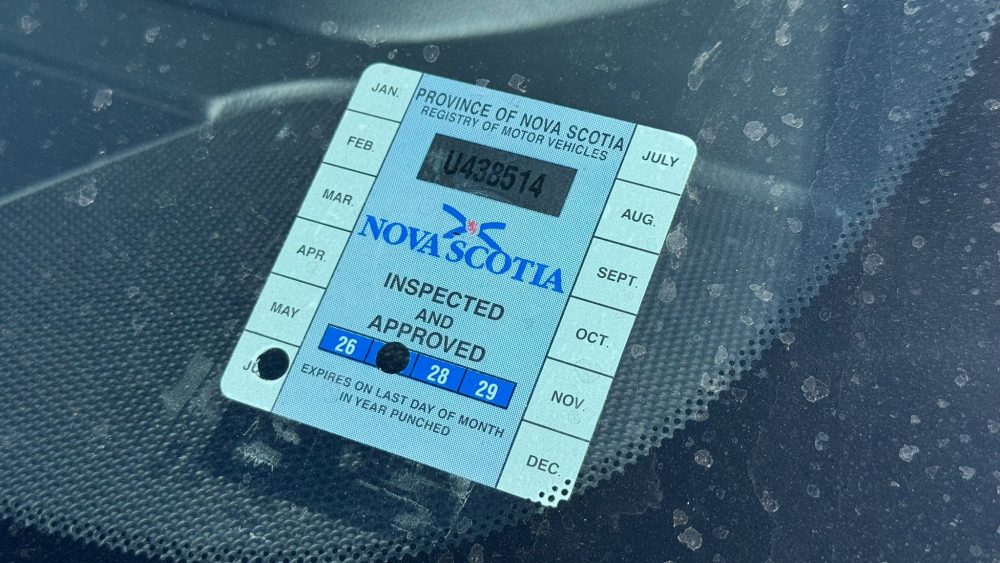 JAN.
FEB.
MAR.
APR.
MAY
PROVINCE OF NOVA SCOTIA
REGISTRY OF MOTOR VEHICLES
U438514
NOVA SCOTIA
INSPECTED
AND
APPROVED
26 28 29
EXPIRES ON LAST DAY OF MONTH
IN YEAR PUNCHED
JULY
AUG.
SEPT.
OCT.
NOV.
DEC.